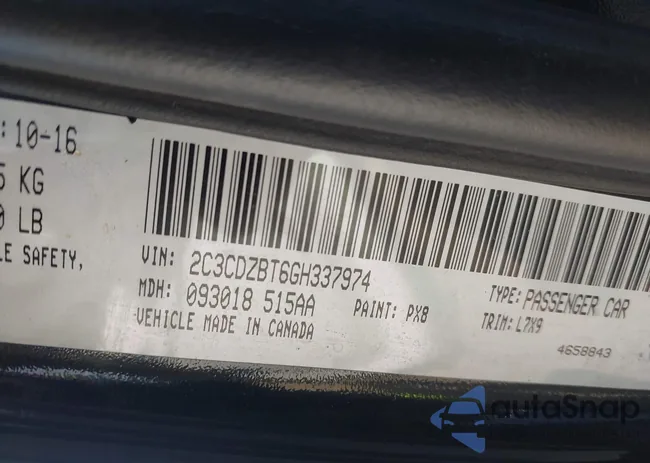 : 10-16
5 KG
0 LB
LE SAFETY,
VIN: 2C3CDZBT6GH337974
MDH: 093018 515AA
PAINT: PX8
VEHICLE MADE IN CANADA
TYPE: PASSENGER CAR
TRIM: L7X9
4658843
autoSnap